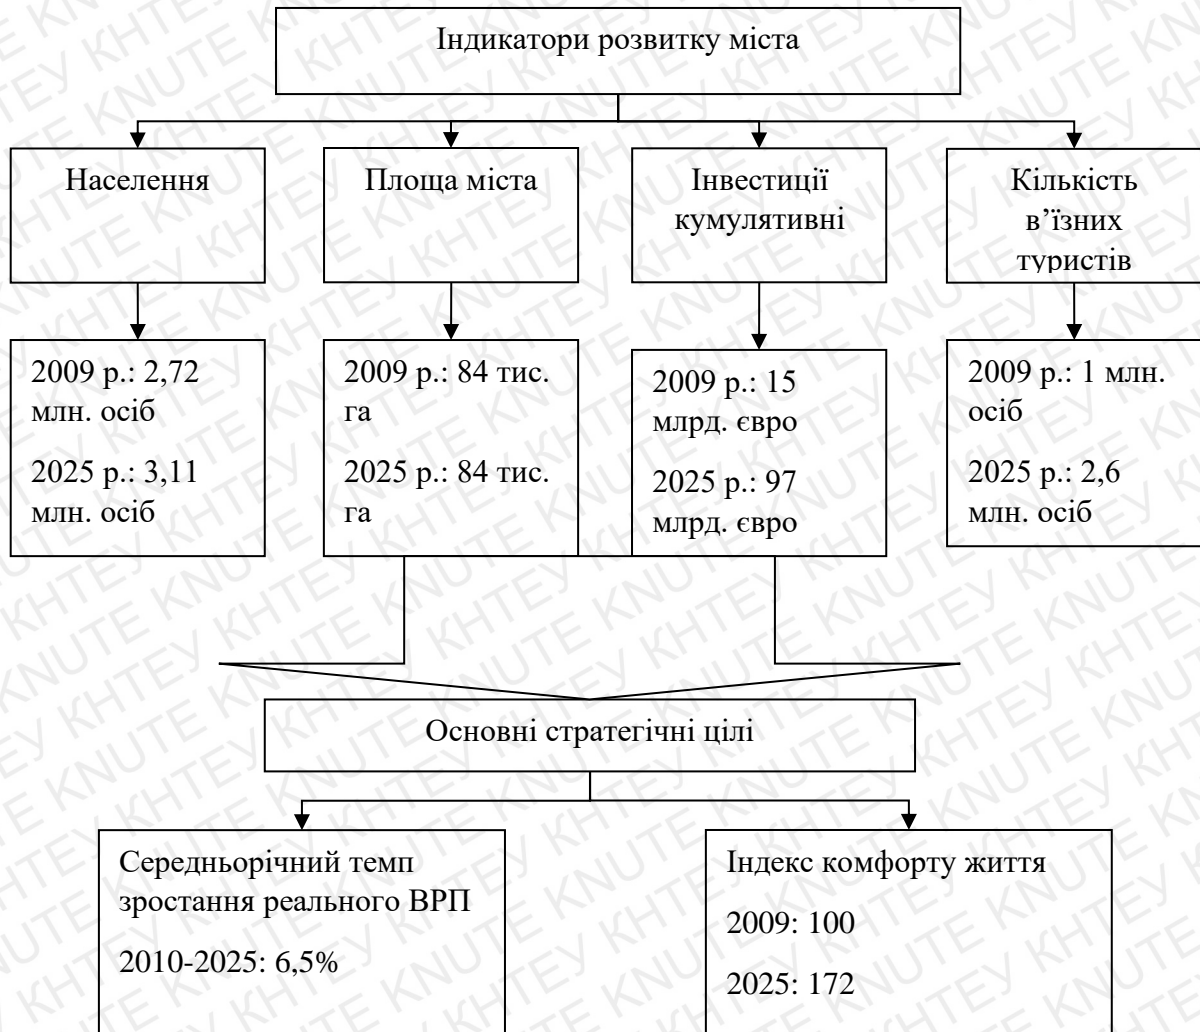 Індикатори розвитку міста
Населення
Площа міста
Інвестиції
кумулятивні
Кількість
в’їзних
туристів
2009 р.: 2,72
млн. осіб
2025 р.: 3,11
млн. осіб
2009 р.: 84 тис.
га
2025 р.: 84 тис.
га
2009 р.: 15
млрд. євро
2025 р.: 97
млрд. євро
2009 р.: 1 млн.
осіб
2025 р.: 2,6
млн. осіб
Основні стратегічні цілі
Середньорічний темп
зростання реального ВРП
2010-2025: 6,5%
Індекс комфорту життя
2009: 100
2025: 172